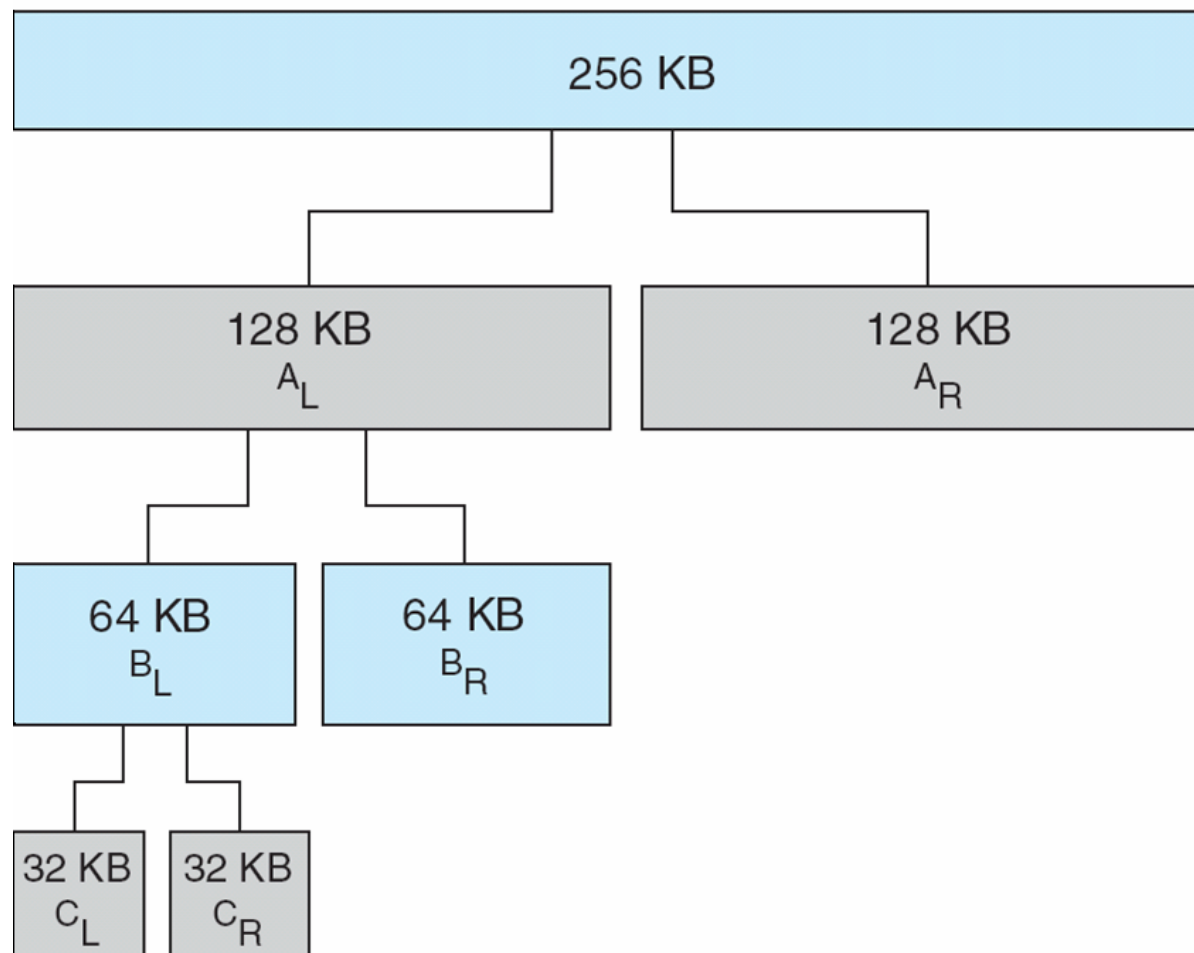 256 KB
128 KB
A_L
128 KB
A_R
64 KB
B_L
64 KB
B_R
32 KB
C_L
32 KB
C_R